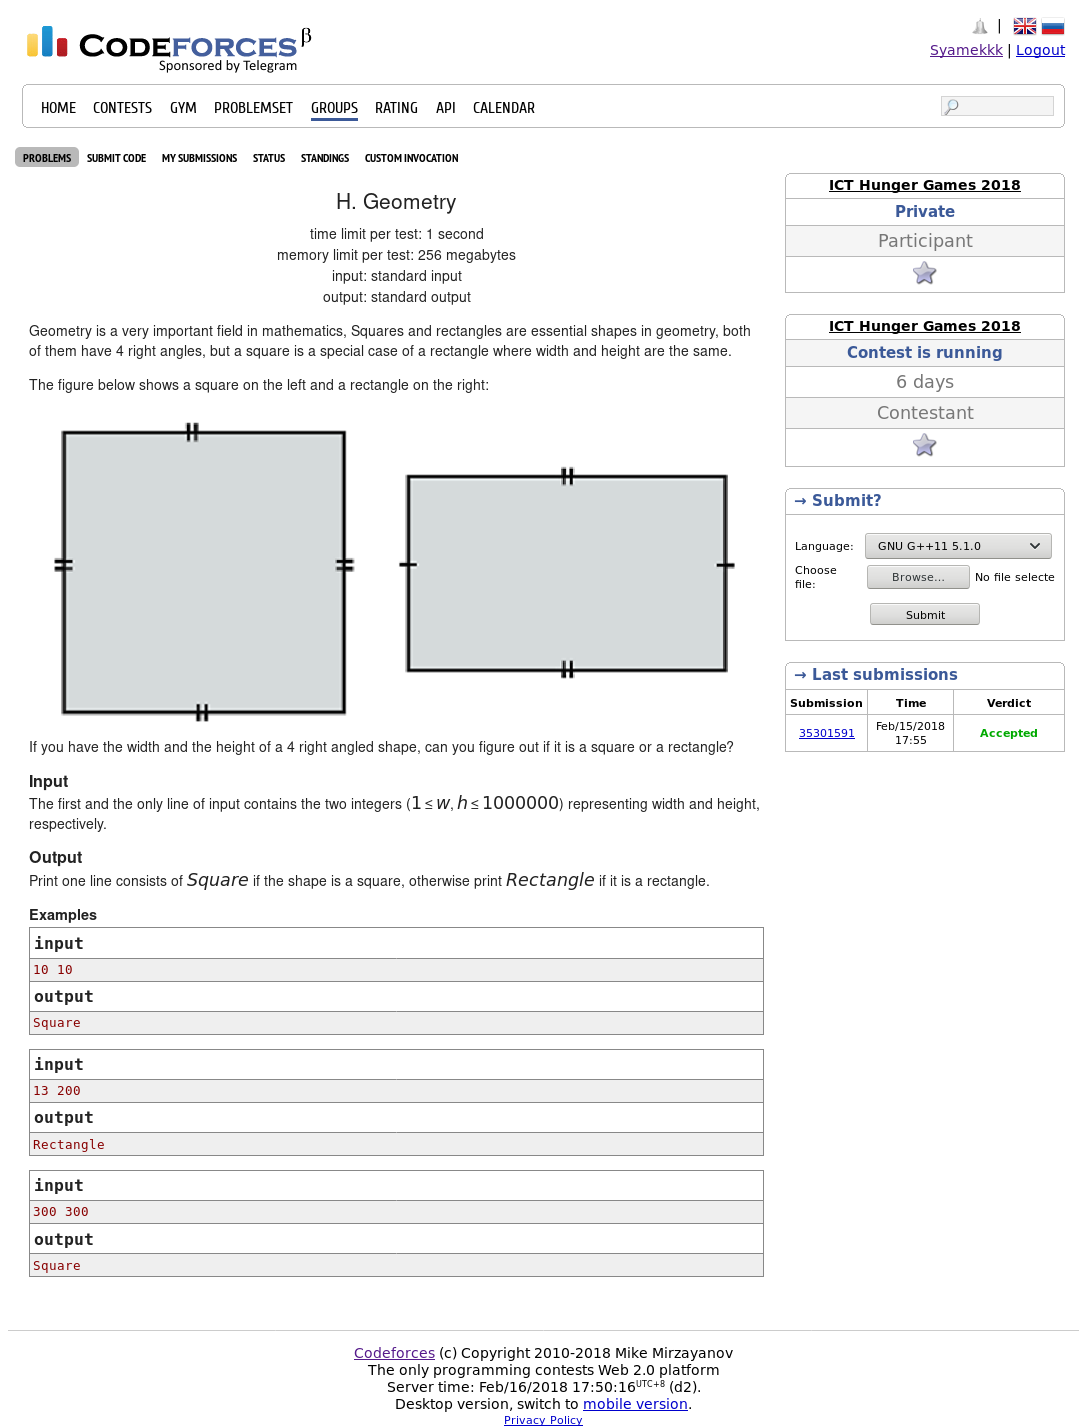 CODEFORCES β
Sponsored by Telegram
|
Syamekkk | Logout
HOME CONTESTS GYM PROBLEMSET GROUPS RATING API CALENDAR
PROBLEMS SUBMIT CODE MY SUBMISSIONS STATUS STANDINGS CUSTOM INVOCATION
H. Geometry
time limit per test: 1 second
memory limit per test: 256 megabytes
input: standard input
output: standard output
Geometry is a very important field in mathematics, Squares and rectangles are essential shapes in geometry, both
of them have 4 right angles, but a square is a special case of a rectangle where width and height are the same.
The figure below shows a square on the left and a rectangle on the right:
If you have the width and the height of a 4 right angled shape, can you figure out if it is a square or a rectangle?
Input
The first and the only line of input contains the two integers (1 ≤ w, h ≤ 1000000) representing width and height,
respectively.
Output
Print one line consists of Square if the shape is a square, otherwise print Rectangle if it is a rectangle.
Examples
input
10 10
output
Square
input
13 200
output
Rectangle
input
300 300
output
Square
ICT Hunger Games 2018
Private
Participant
ICT Hunger Games 2018
Contest is running
6 days
Contestant
→ Submit?
Language: GNU G++11 5.1.0
Choose
file: Browse... No file selecte
Submit
→ Last submissions
Submission Time Verdict
35301591 Feb/15/2018
17:55 Accepted
Codeforces (c) Copyright 2010-2018 Mike Mirzayanov
The only programming contests Web 2.0 platform
Server time: Feb/16/2018 17:50:16UTC+8 (d2).
Desktop version, switch to mobile version.
Privacy Policy